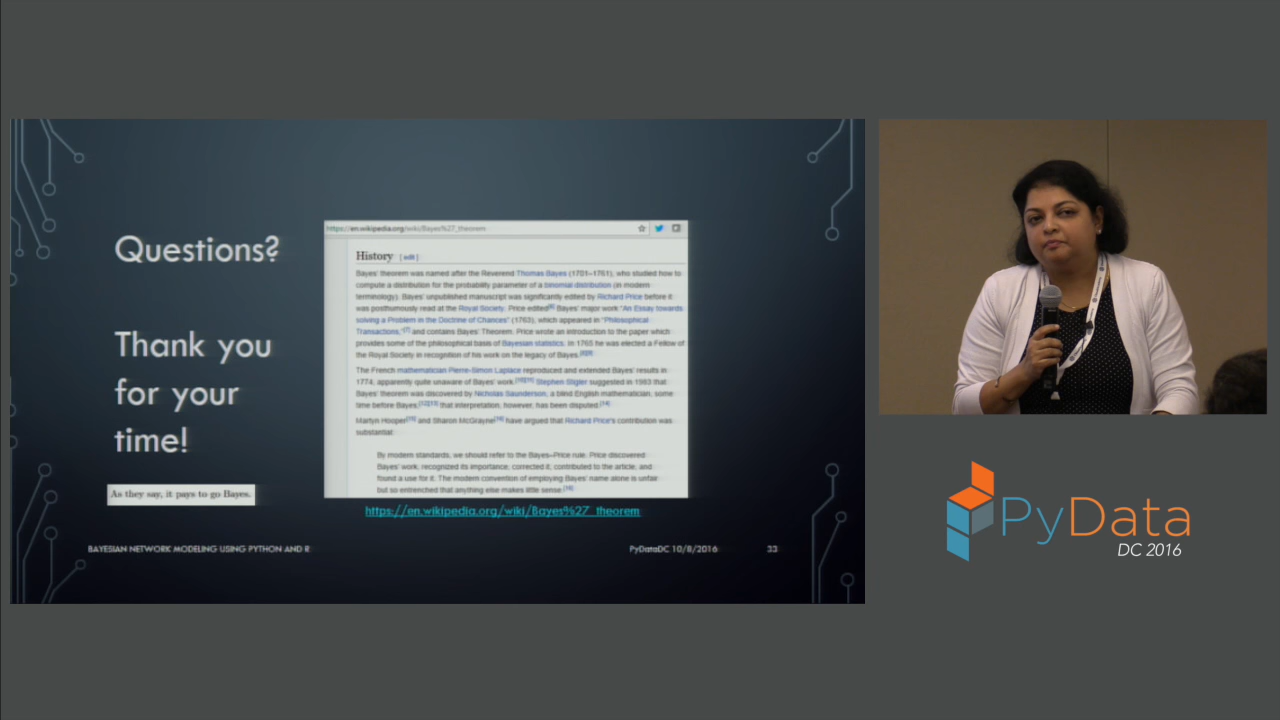 Questions?
Thank you
for your
time!
As they say, it pays to go Bayes.
https://en.wikipedia.org/wiki/Bayes%27_theorem
History [ edit ]
Bayes' theorem was named after the Reverend Thomas Bayes (1701–1761), who studied how to
compute a distribution for the probability parameter of a binomial distribution (in modern
terminology). Bayes' unpublished manuscript was significantly edited by Richard Price before it
was posthumously read at the Royal Society. Price edited[6] Bayes' major work "An Essay towards
solving a Problem in the Doctrine of Chances" (1763), which appeared in "Philosophical
Transactions,"[7] and contains Bayes' Theorem. Price wrote an introduction to the paper which
provides some of the philosophical basis of Bayesian statistics. In 1765 he was elected a Fellow of
the Royal Society in recognition of his work on the legacy of Bayes.[8][9]
The French mathematician Pierre-Simon Laplace reproduced and extended Bayes' results in
1774, apparently quite unaware of Bayes' work.[10][11] Stephen Stigler suggested in 1983 that
Bayes' theorem was discovered by Nicholas Saunderson, a blind English mathematician, some
time before Bayes;[12][13] that interpretation, however, has been disputed.[14]
Martyn Hooper[15] and Sharon McGrayne[16] have argued that Richard Price's contribution was
substantial:
By modern standards, we should refer to the Bayes–Price rule. Price discovered
Bayes' work, recognized its importance, corrected it, contributed to the article, and
found a use for it. The modern convention of employing Bayes' name alone is unfair
but so entrenched that anything else makes little sense.[16]
https://en.wikipedia.org/wiki/Bayes%27_theorem
BAYESIAN NETWORK MODELING USING PYTHON AND R
PyDataDC 10/8/2016
33
PyData
DC 2016